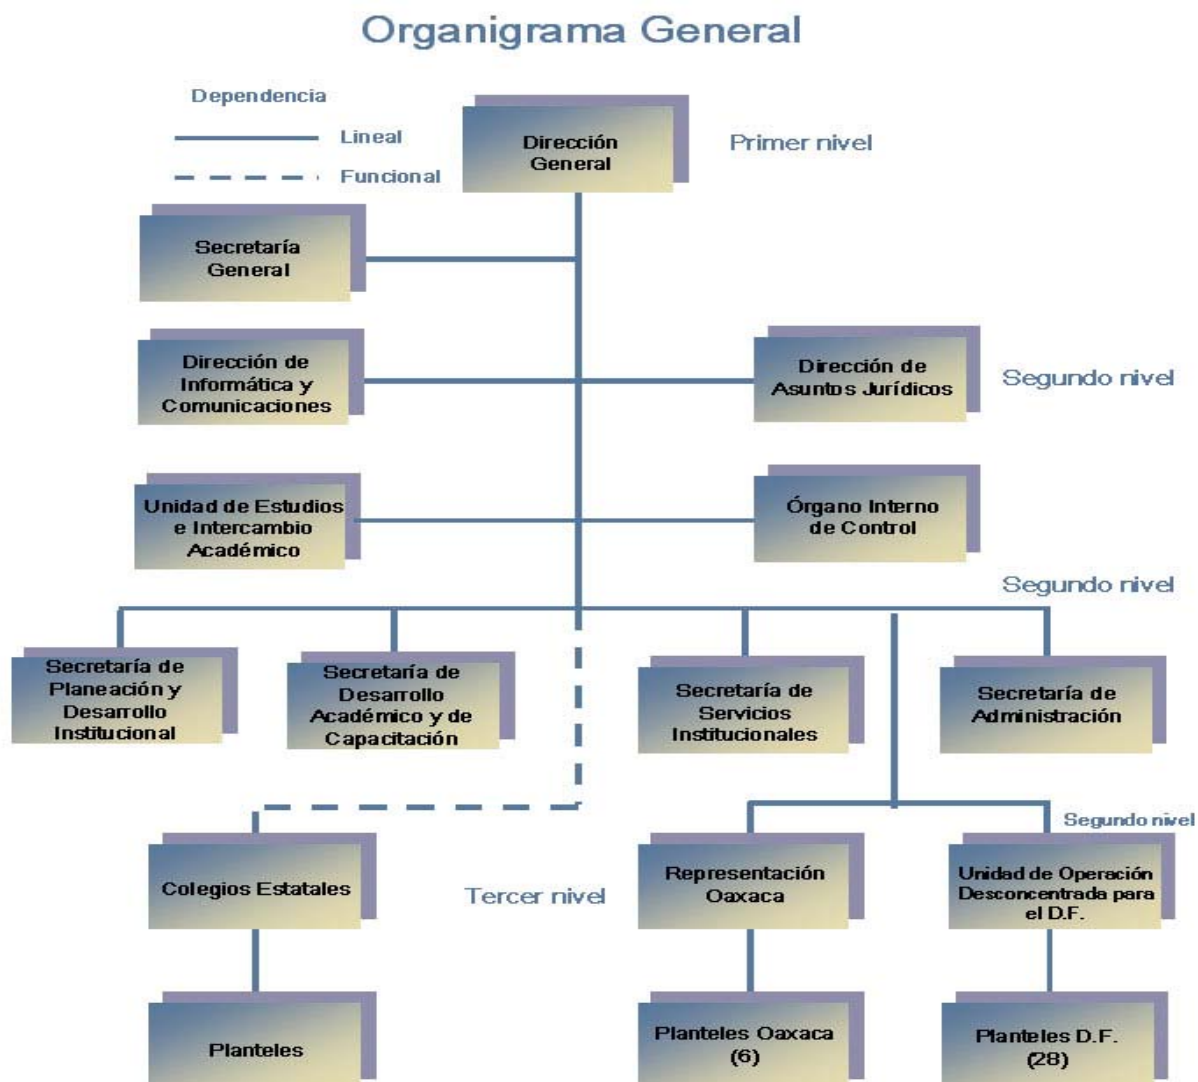 Organigrama General
Dependencia
Lineal
Funcional
Dirección
General
Primer nivel
Secretaría
General
Dirección de
Informática y
Comunicaciones
Dirección de
Asuntos Jurídicos
Segundo nivel
Unidad de Estudios
e Intercambio
Académico
Órgano Interno
de Control
Segundo nivel
Secretaría de
Planeación y
Desarrollo
Institucional
Secretaría de
Desarrollo
Académico y de
Capacitación
Secretaría de
Servicios
Institucionales
Secretaría de
Administración
Segundo nivel
Colegios Estatales
Tercer nivel
Representación
Oaxaca
Unidad de Operación
Desconcentrada para
el D.F.
Planteles
Planteles Oaxaca
(6)
Planteles D.F.
(28)